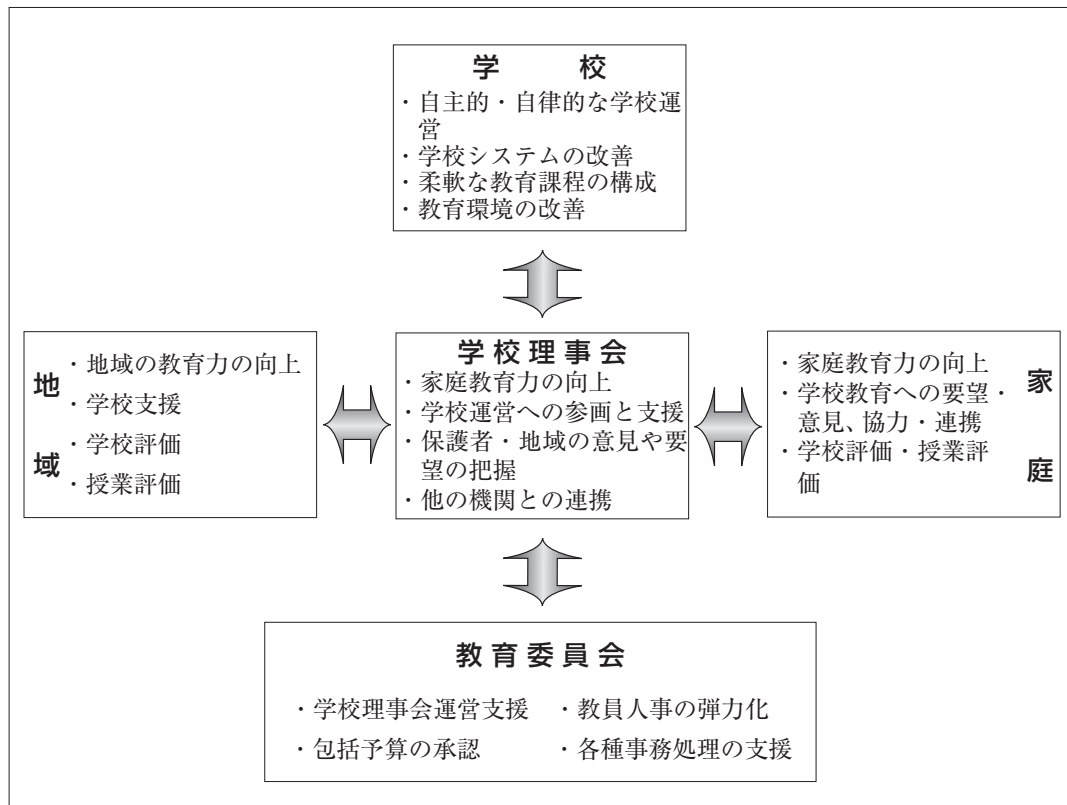 学　　校
・自主的・自律的な学校運
営
・学校システムの改善
・柔軟な教育課程の構成
・教育環境の改善
地域
・地域の教育力の向上
・学校支援
・学校評価
・授業評価
学校理事会
・家庭教育力の向上
・学校運営への参画と支援
・保護者・地域の意見や要
望の把握
・他の機関との連携
家庭
・家庭教育力の向上
・学校教育への要望・
意見、協力・連携
・学校評価・授業評
価
教育委員会
・学校理事会運営支援　・教員人事の弾力化
・包括予算の承認　・各種事務処理の支援